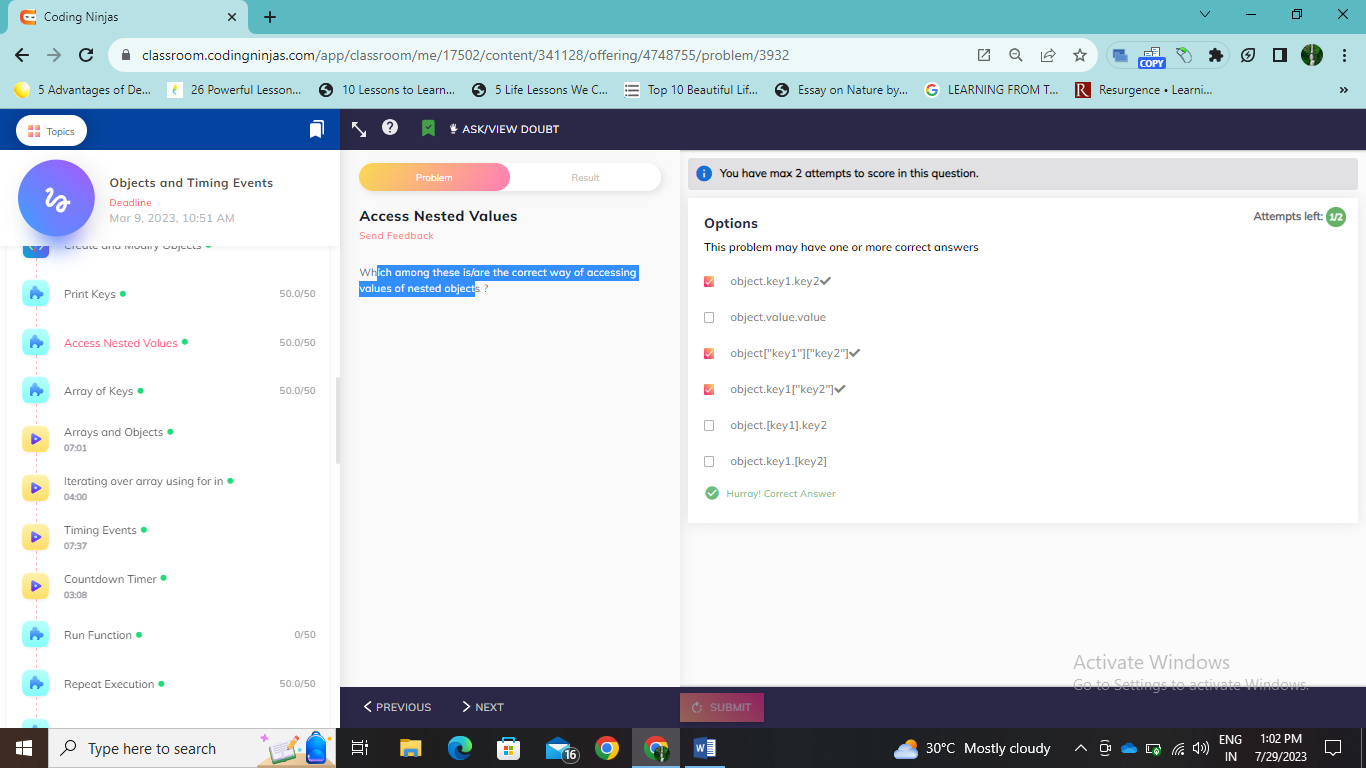 Coding Ninjas
classroom.codingninjas.com/app/classroom/me/17502/content/341128/offering/4748755/problem/3932
COPY
5 Advantages of De...
26 Powerful Lesson...
10 Lessons to Learn...
5 Life Lessons We C...
Top 10 Beautiful Lif...
Essay on Nature by...
LEARNING FROM T...
Resurgence • Learni...
»
Topics
ASK/VIEW DOUBT
Objects and Timing Events
Deadline
Mar 9, 2023, 10:51 AM
Create and Modify Objects
Print Keys
50.0/50
Access Nested Values
50.0/50
Array of Keys
50.0/50
Arrays and Objects
07:01
Iterating over array using for in
04:00
Timing Events
07:37
Countdown Timer
03:08
Run Function
0/50
Repeat Execution
50.0/50
Problem
Result
Access Nested Values
Send Feedback
Which among these is/are the correct way of accessing
values of nested objects ?
You have max 2 attempts to score in this question.
Options
Attempts left: 1/2
This problem may have one or more correct answers
object.key1.key2
object.value.value
object["key1"]["key2"]
object.key1["key2"]
object.[key1].key2
object.key1.[key2]
Hurray! Correct Answer
Activate Windows
Go to Settings to activate Windows.
PREVIOUS
NEXT
SUBMIT
Type here to search
16
30°C Mostly cloudy
ENG
IN
1:02 PM
7/29/2023